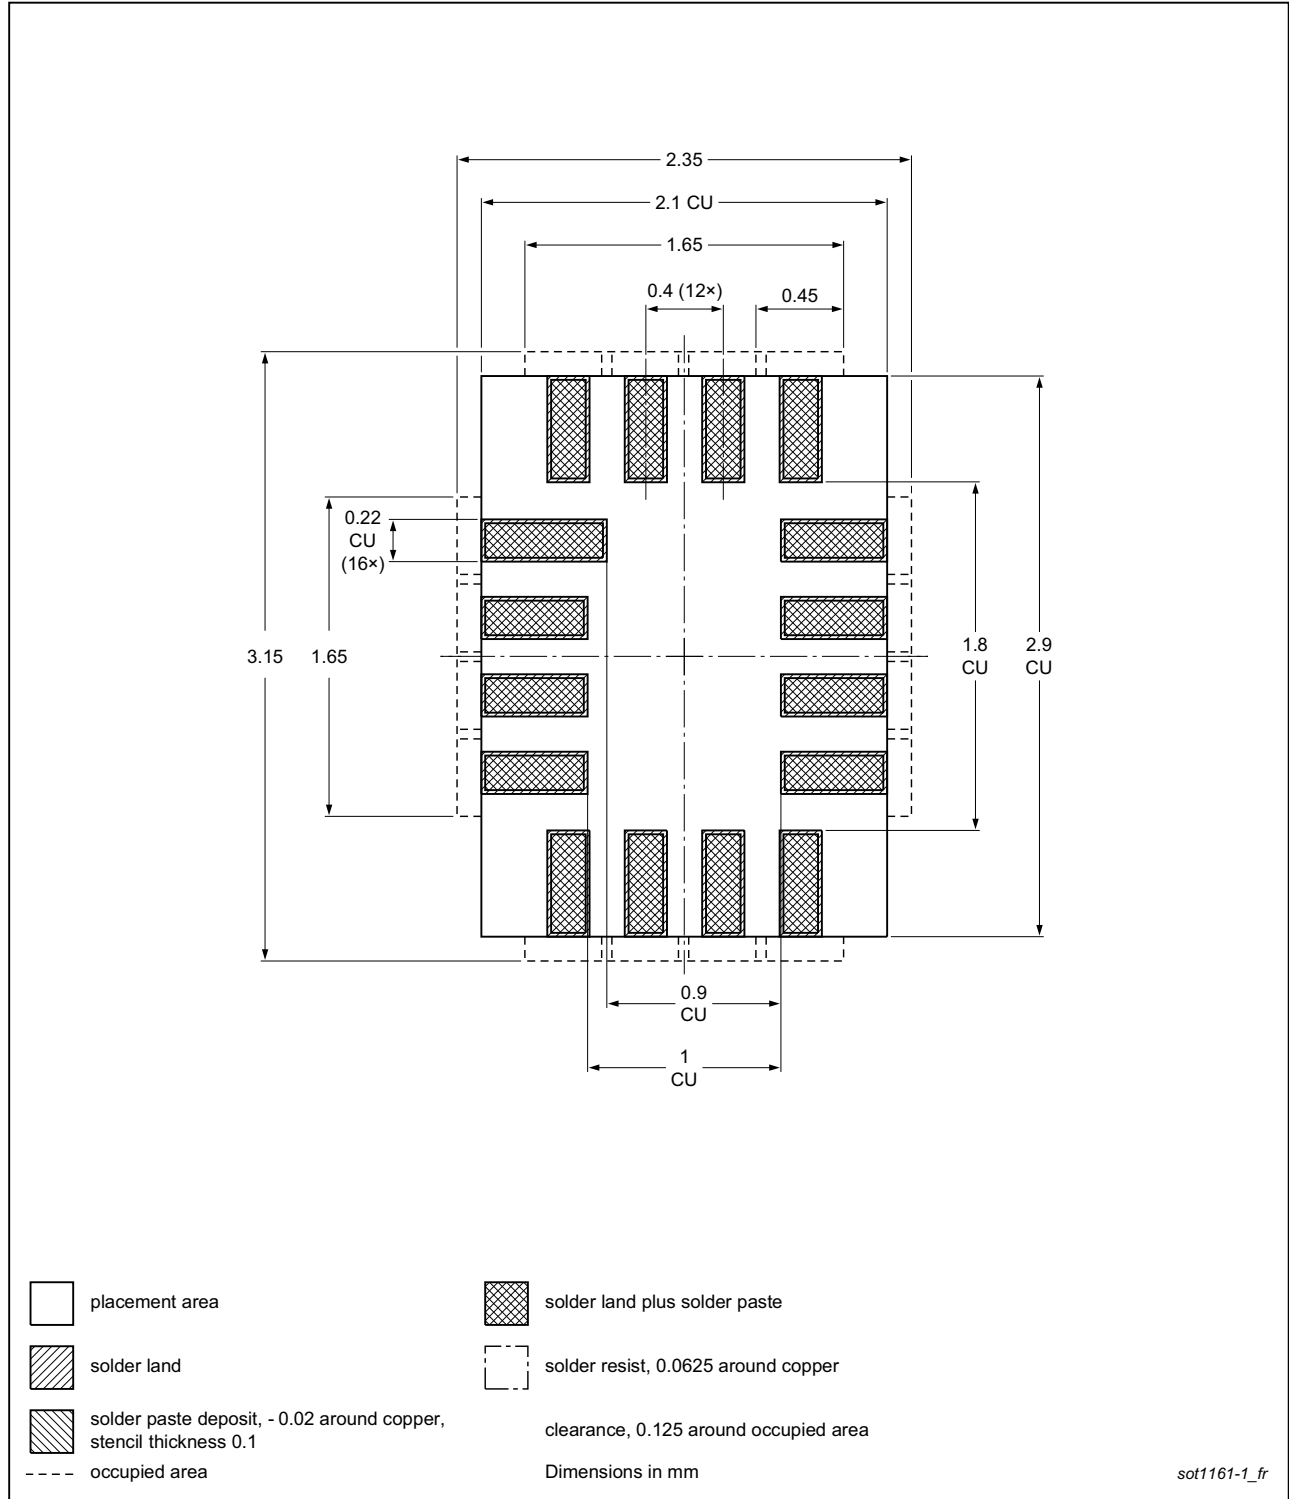 2.35
2.1 CU
1.65
0.4 (12×)
0.45
0.22
CU
(16×)
3.15
1.65
1.8
CU
2.9
CU
0.9
CU
1
CU
placement area
solder land plus solder paste
solder land
solder resist, 0.0625 around copper
solder paste deposit, - 0.02 around copper,
stencil thickness 0.1
clearance, 0.125 around occupied area
occupied area
Dimensions in mm
sot1161-1_fr